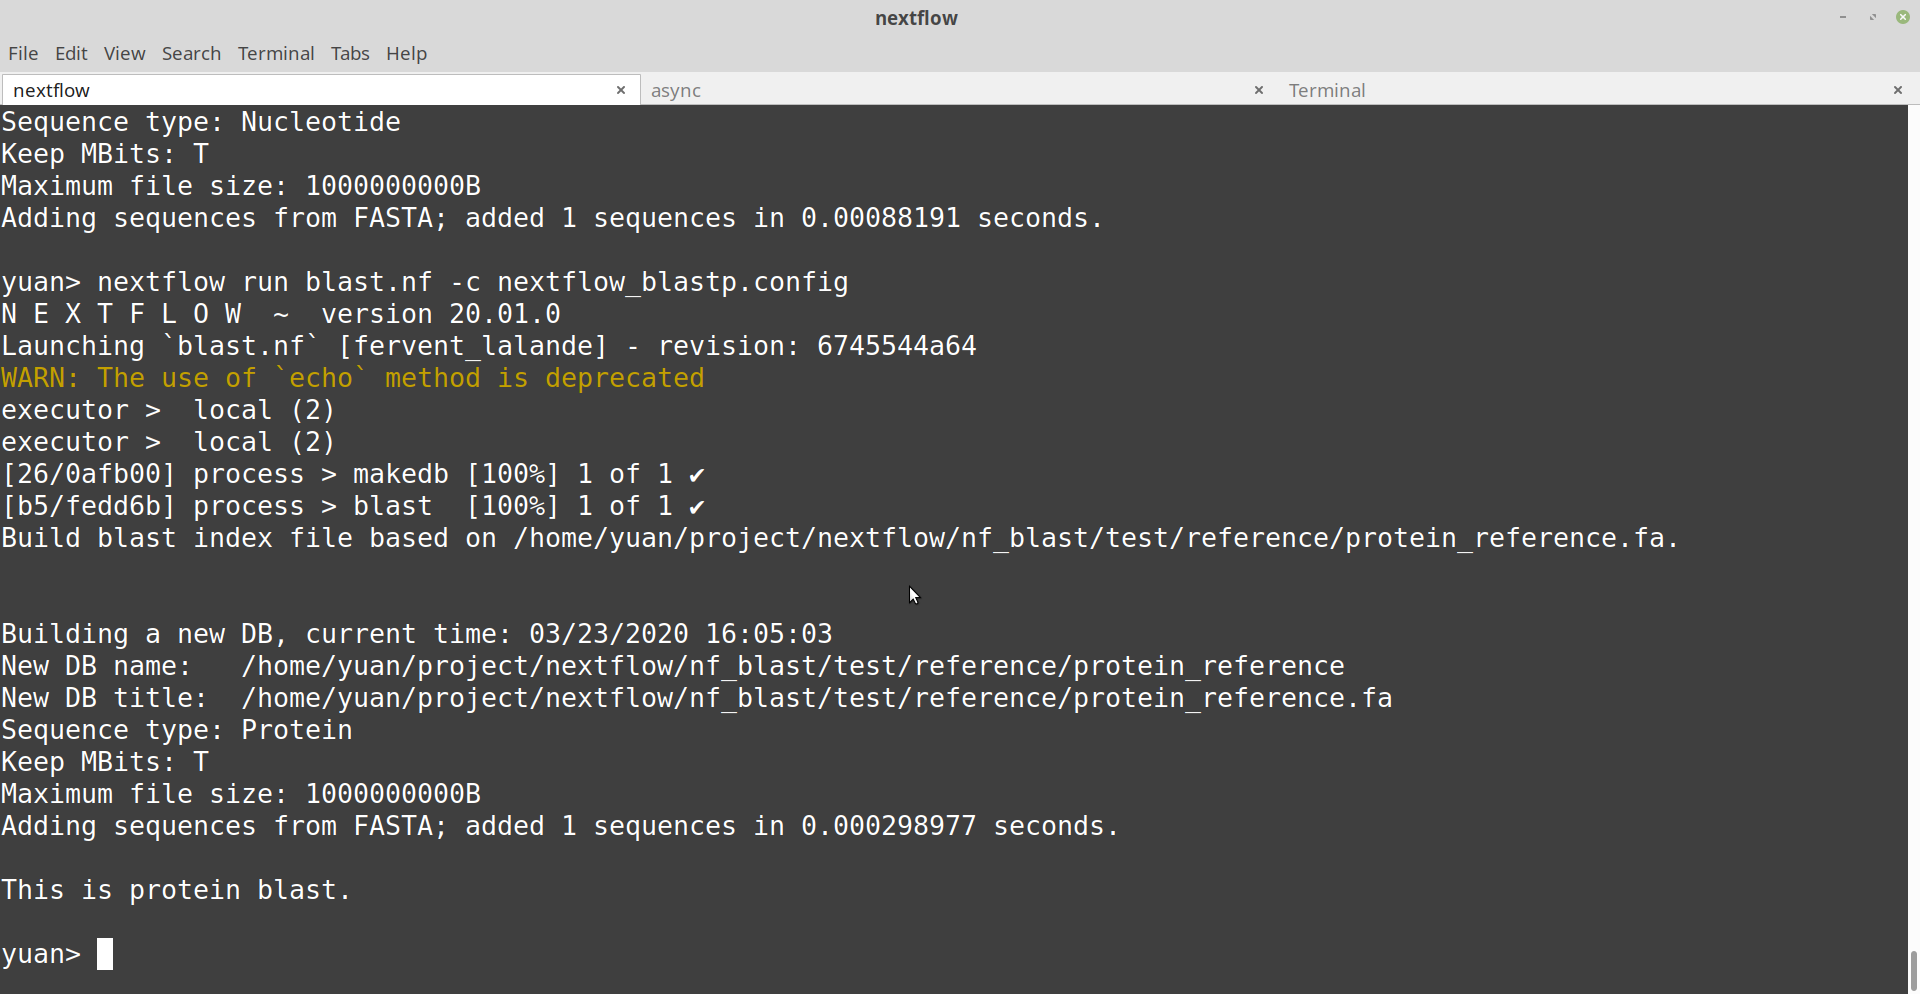 nextflow
File Edit View Search Terminal Tabs Help
nextflow × async × Terminal ×
Sequence type: Nucleotide
Keep MBits: T
Maximum file size: 1000000000B
Adding sequences from FASTA; added 1 sequences in 0.00088191 seconds.
yuan> nextflow run blast.nf -c nextflow_blastp.config
N E X T F L O W  ~  version 20.01.0
Launching `blast.nf` [fervent_lalande] - revision: 6745544a64
WARN: The use of `echo` method is deprecated
executor >  local (2)
executor >  local (2)
[26/0afb00] process > makedb [100%] 1 of 1 ✔
[b5/fedd6b] process > blast  [100%] 1 of 1 ✔
Build blast index file based on /home/yuan/project/nextflow/nf_blast/test/reference/protein_reference.fa.
Building a new DB, current time: 03/23/2020 16:05:03
New DB name:   /home/yuan/project/nextflow/nf_blast/test/reference/protein_reference
New DB title:  /home/yuan/project/nextflow/nf_blast/test/reference/protein_reference.fa
Sequence type: Protein
Keep MBits: T
Maximum file size: 1000000000B
Adding sequences from FASTA; added 1 sequences in 0.000298977 seconds.
This is protein blast.
yuan>